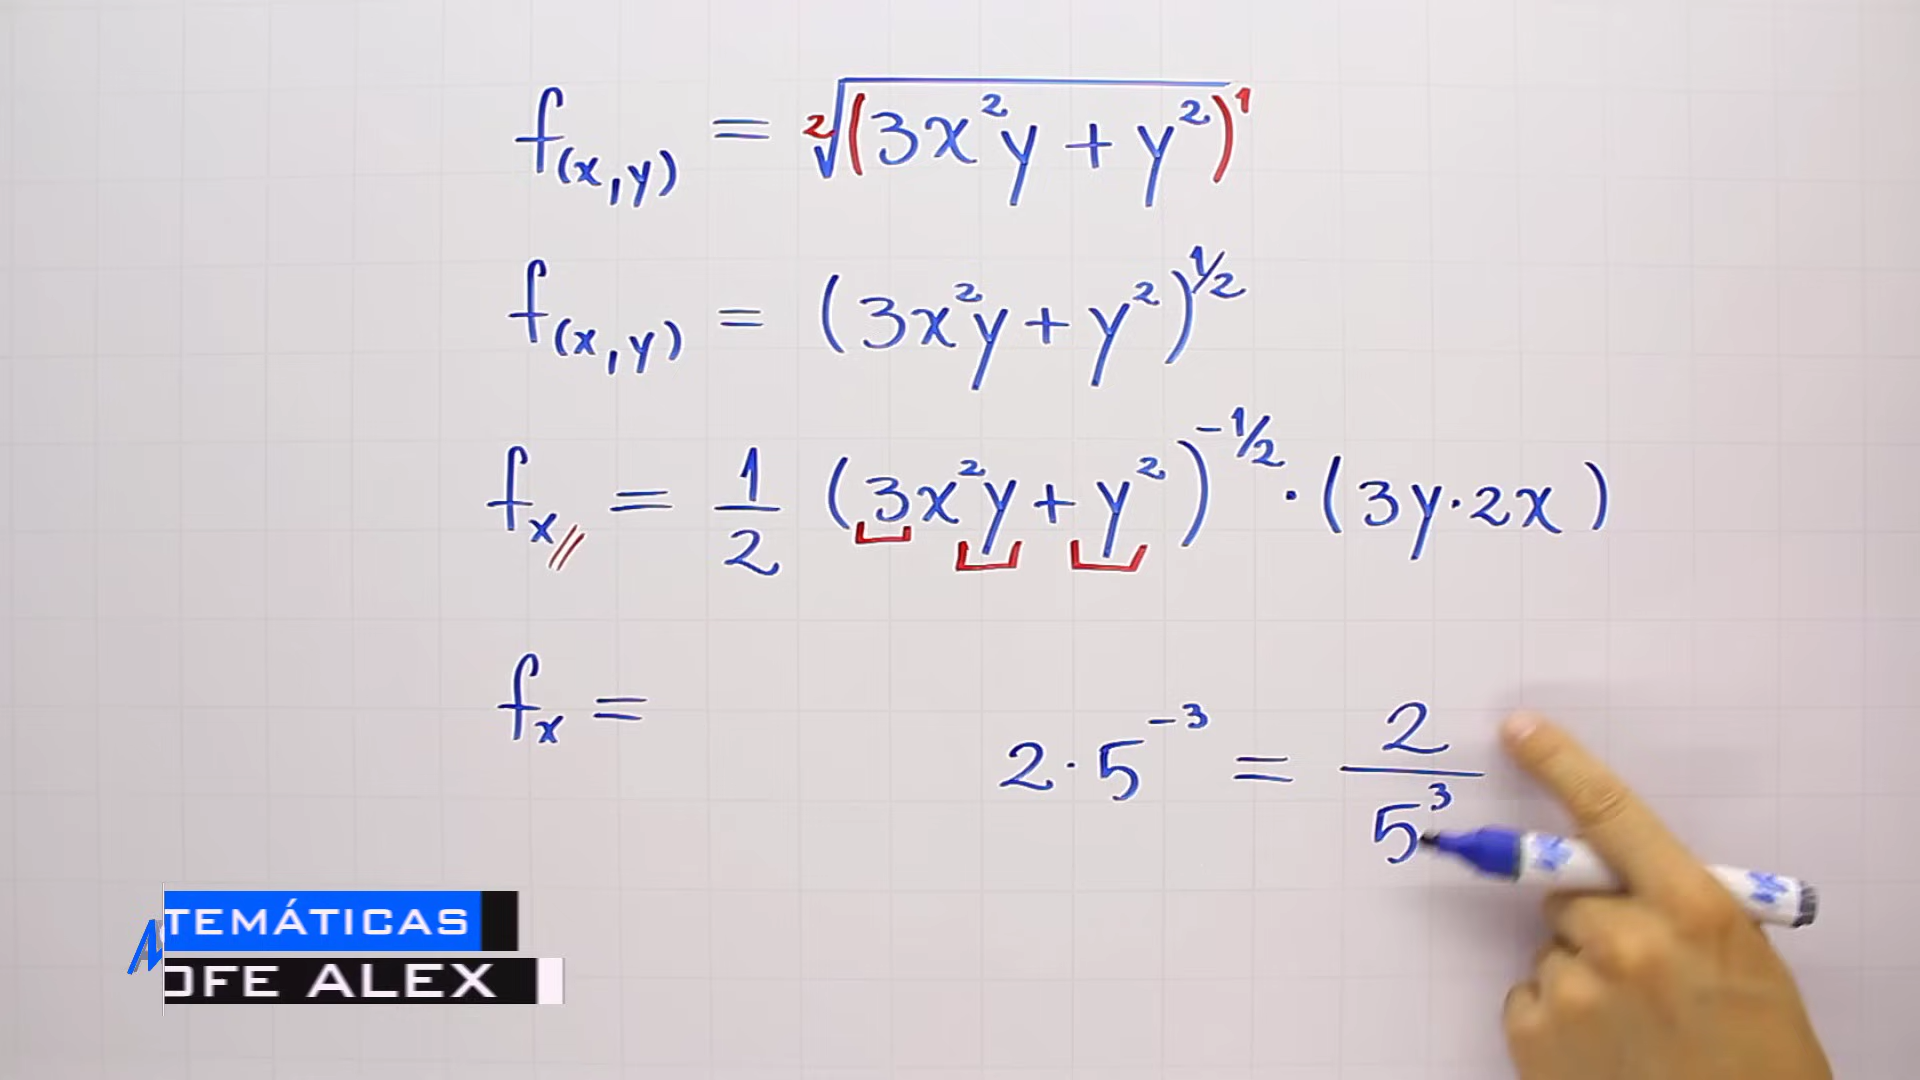 f(x,y) = ²√(3x²y + y²)¹
f(x,y) = (3x²y + y²)^1/2
fx = 1/2 (3x²y + y²)^-1/2 · (3y·2x)
fx =
2·5^-3 = 2/5³
TEMÁTICAS
OFE ALEX